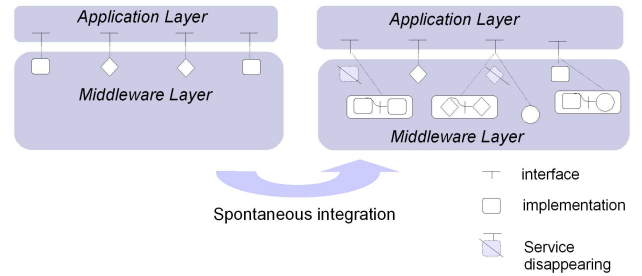 Application Layer
Middleware Layer
Application Layer
Middleware Layer
Spontaneous integration
interface
implementation
Service
disappearing